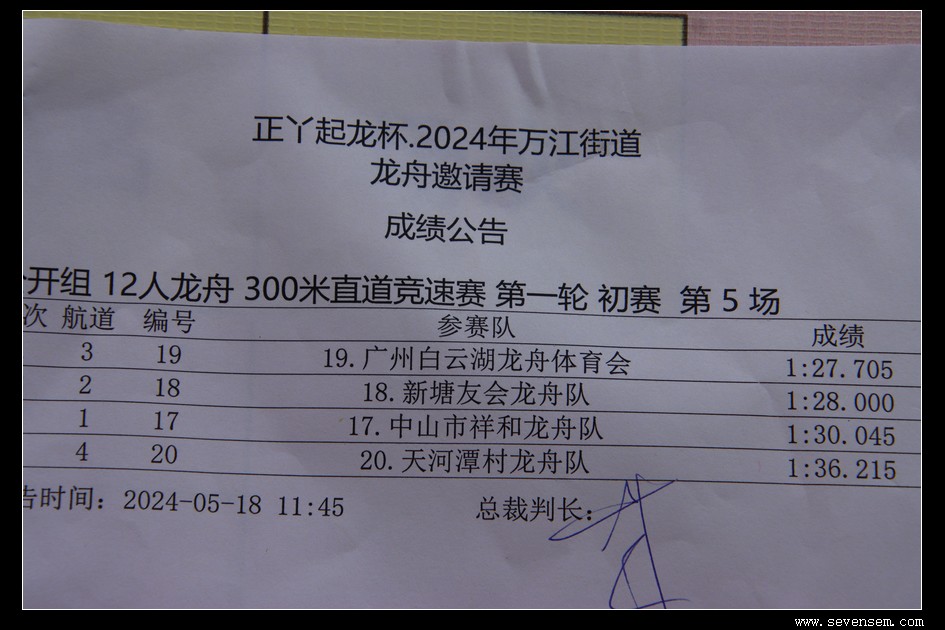 正丫起龙杯.2024年万江街道
龙舟邀请赛
成绩公告
开组 12人龙舟 300米直道竞速赛 第一轮 初赛 第 5 场
次 航道 编号 参赛队 成绩
3 19 19.广州白云湖龙舟体育会 1:27.705
2 18 18.新塘友会龙舟队 1:28.000
1 17 17.中山市祥和龙舟队 1:30.045
4 20 20.天河潭村龙舟队 1:36.215
告时间：2024-05-18 11:45 总裁判长：
www.sevensem.com